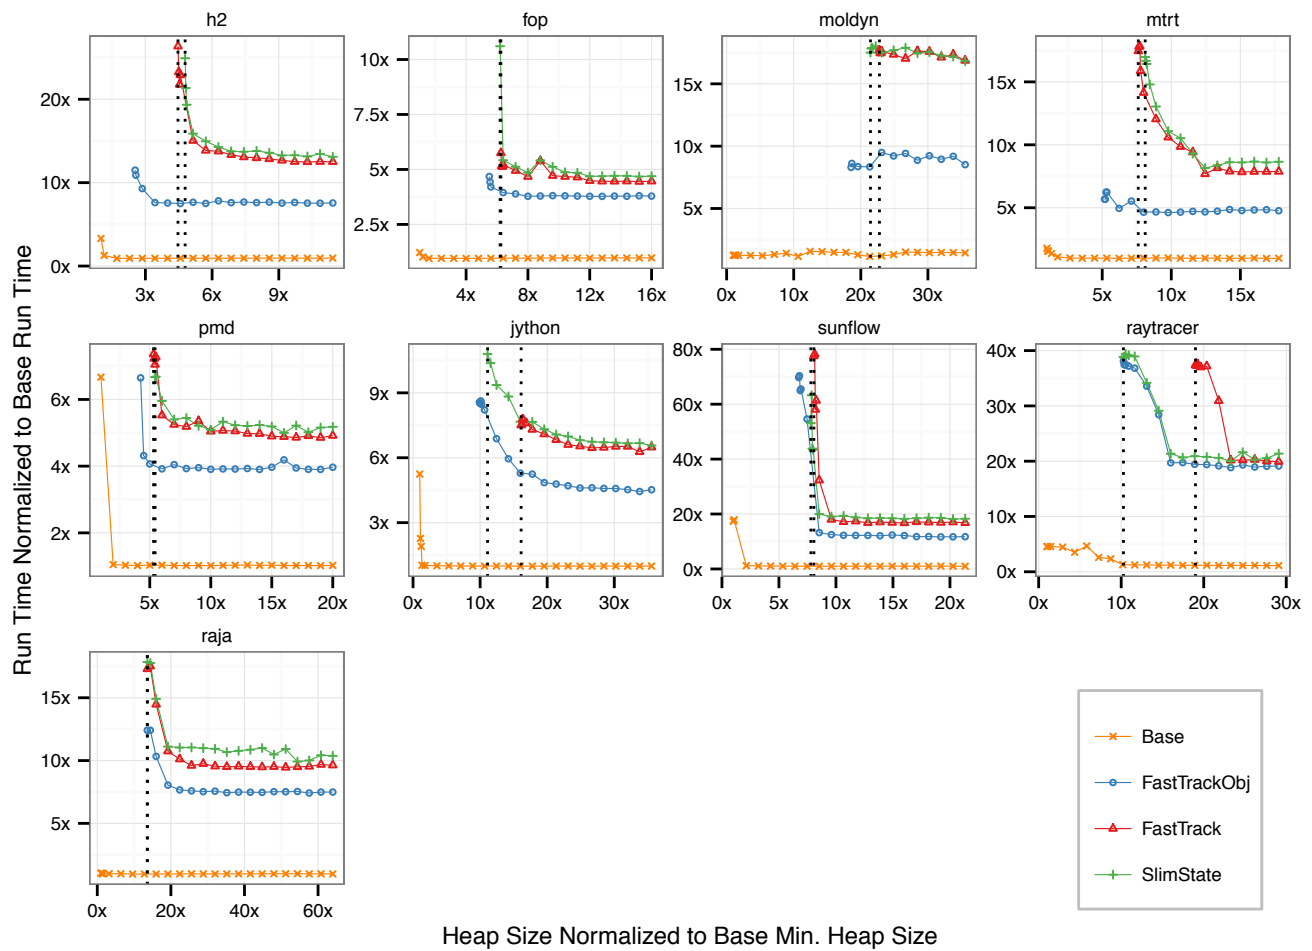 h2
fop
moldyn
mtrt
20x
10x
0x
3x
6x
9x
10x
7.5x
5x
2.5x
4x
8x
12x
16x
15x
10x
5x
0x
10x
20x
30x
15x
10x
5x
5x
10x
15x
pmd
jython
sunflow
raytracer
6x
4x
2x
5x
10x
15x
20x
9x
6x
3x
0x
10x
20x
30x
80x
60x
40x
20x
0x
0x
5x
10x
15x
20x
40x
30x
20x
10x
0x
0x
10x
20x
30x
raja
15x
10x
5x
0x
20x
40x
60x
Run Time Normalized to Base Run Time
Heap Size Normalized to Base Min. Heap Size
Base
FastTrackObj
FastTrack
SlimState